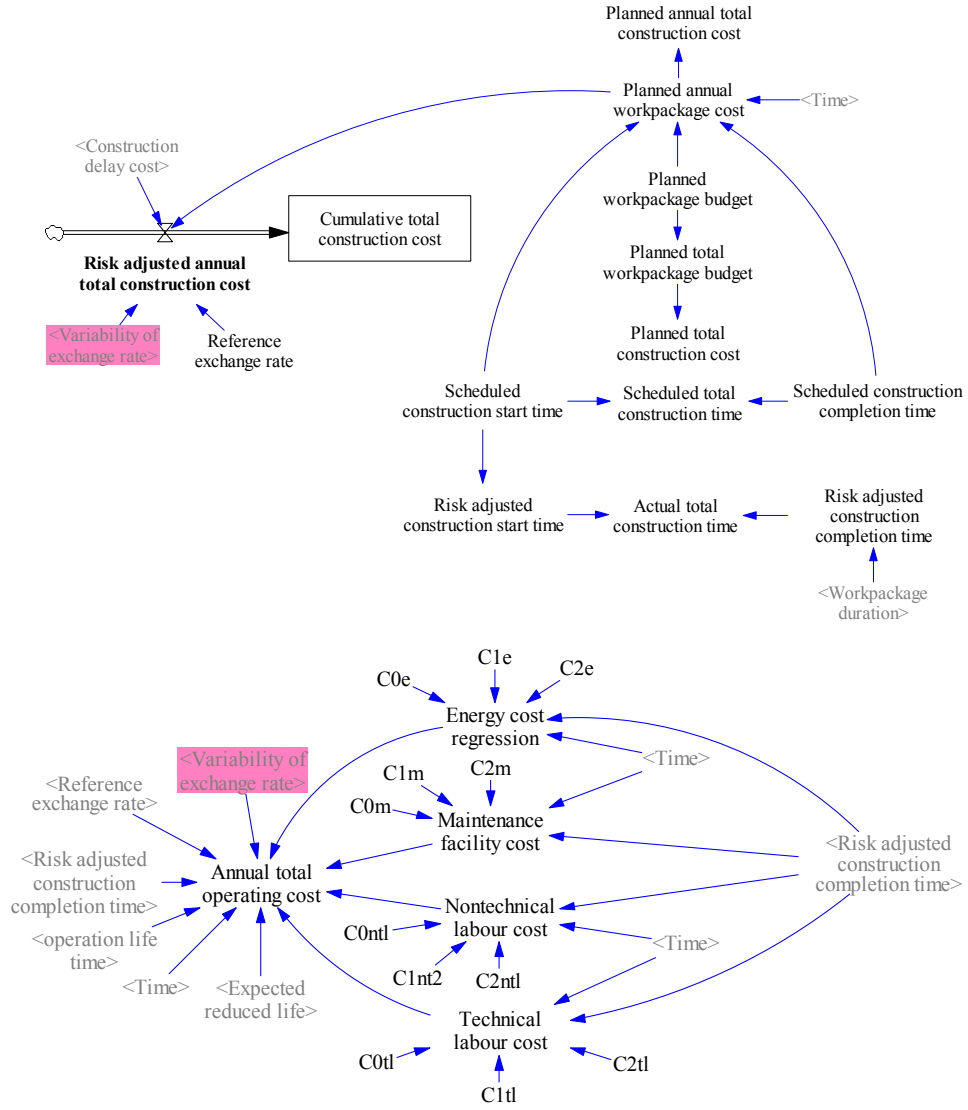 Planned annual total
construction cost
Planned annual
workpackage cost
<Time>
<Construction
delay cost>
Planned
workpackage budget
Cumulative total
construction cost
Planned total
workpackage budget
Risk adjusted annual
total construction cost
<Variability of
exchange rate>
Reference
exchange rate
Planned total
construction cost
Scheduled
construction start time
Scheduled total
construction time
Scheduled construction
completion time
Risk adjusted
construction start time
Actual total
construction time
Risk adjusted
construction
completion time
<Workpackage
duration>
C0e
C1e
C2e
Energy cost
regression
<Variability of
exchange rate>
<Time>
<Reference
exchange rate>
C1m
C2m
C0m
Maintenance
facility cost
<Risk adjusted
construction
completion time>
Annual total
operating cost
<Risk adjusted
construction
completion time>
Nontechnical
labour cost
C0ntl
<operation life
time>
<Time>
C1nt2
C2ntl
<Time>
<Expected
reduced life>
Technical
labour cost
C0tl
C2tl
C1tl